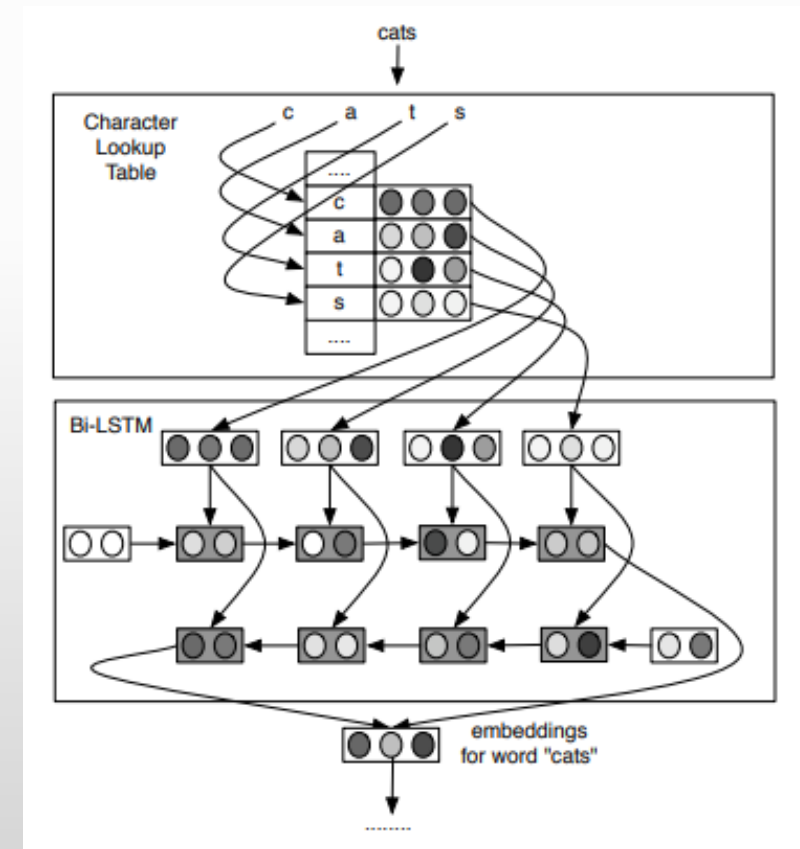 cats
Character
Lookup
Table
c a t s
....
c
a
t
s
....
Bi-LSTM
embeddings
for word "cats"
........